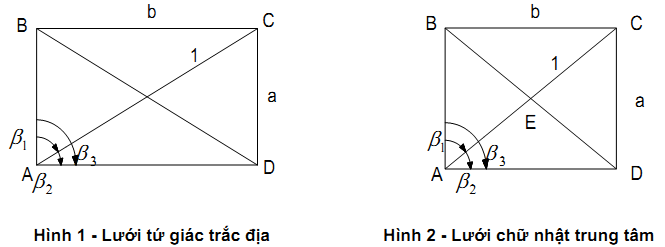 b
B
C
1
a
β₁
β₃
A
β₂
D
Hình 1 - Lưới tứ giác trắc địa
b
B
C
1
a
E
β₁
β₃
A
β₂
D
Hình 2 - Lưới chữ nhật trung tâm